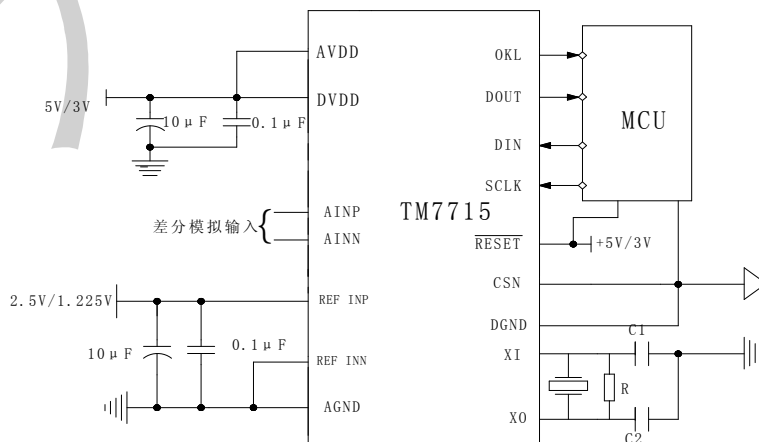 AVDD
5V/3V
DVDD
10μF
0.1μF
AINP
差分模拟输入
AINN
2.5V/1.225V
REF INP
10μF
0.1μF
REF INN
AGND
TM7715
OKL
DOUT
DIN
SCLK
MCU
RESET
+5V/3V
CSN
DGND
C1
XI
R
XO
C2